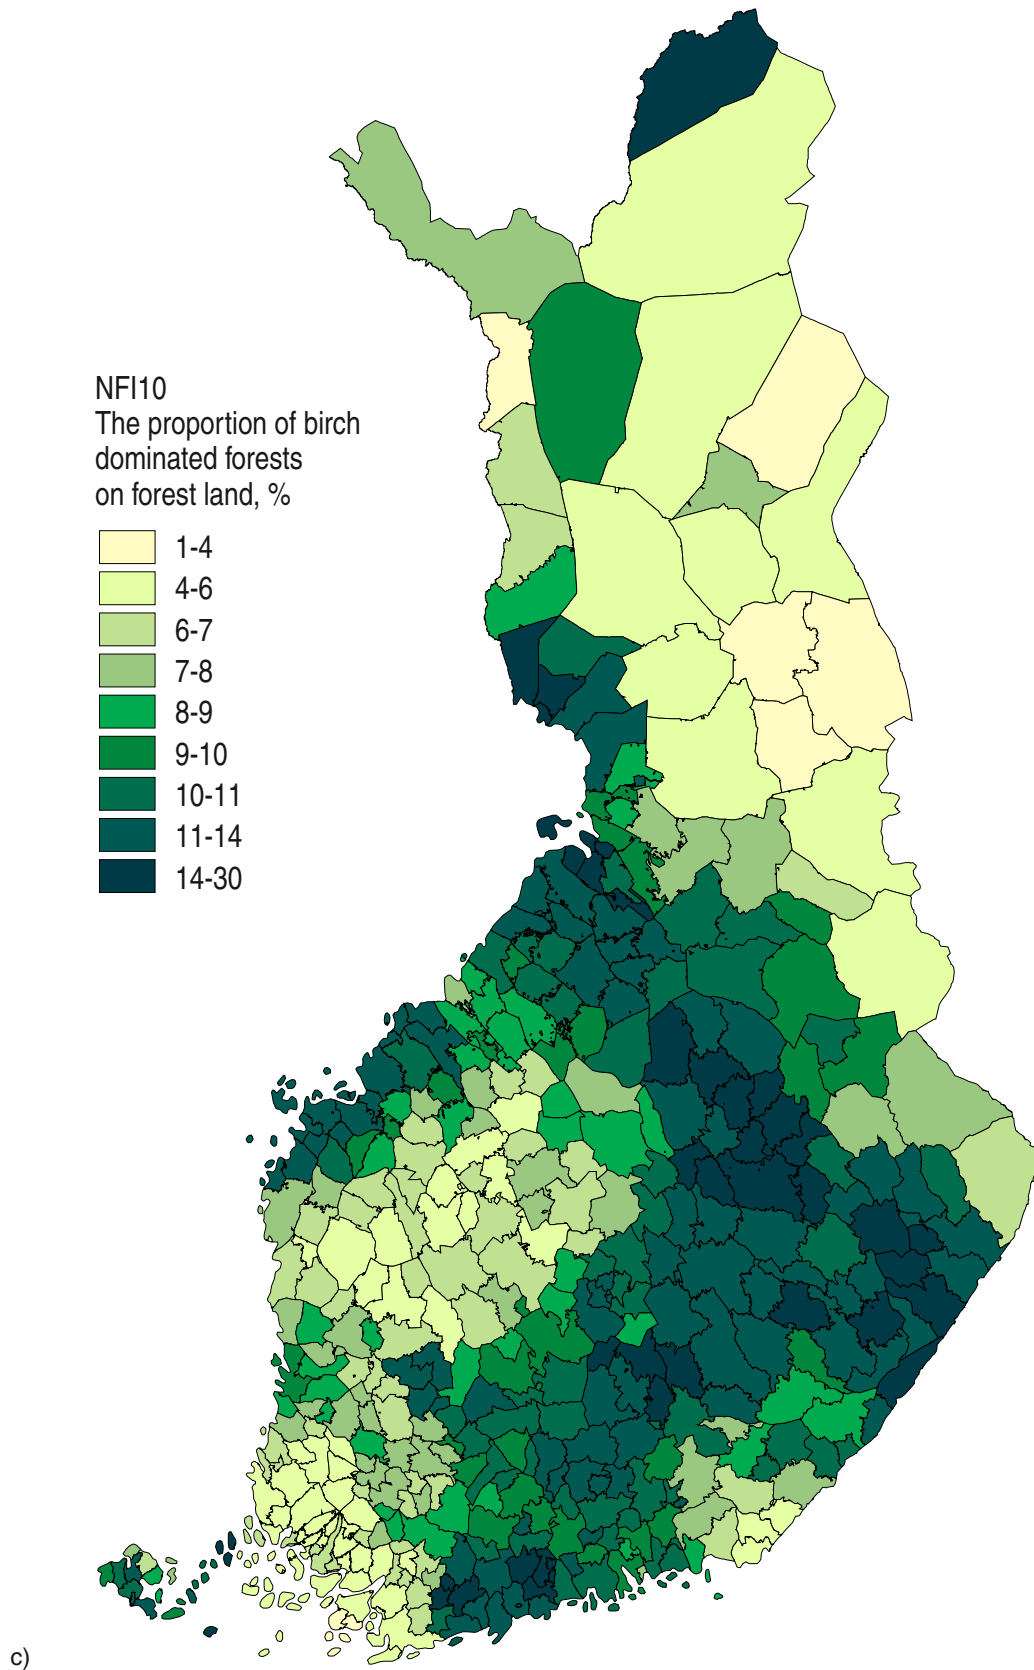 NFI10
The proportion of birch
dominated forests
on forest land, %
1-4
4-6
6-7
7-8
8-9
9-10
10-11
11-14
14-30
c)